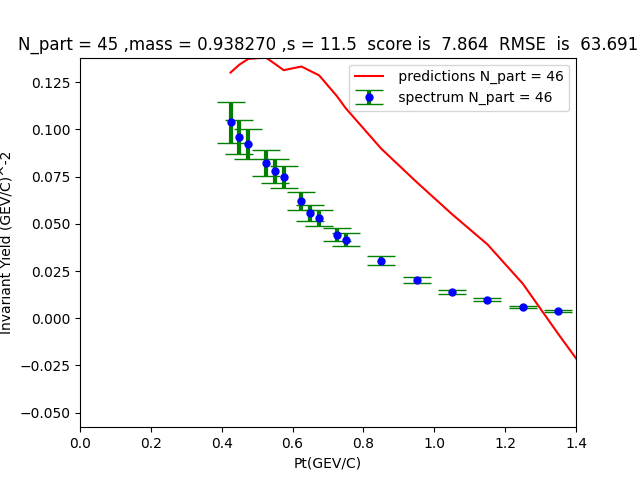 N_part = 45 ,mass = 0.938270 ,s = 11.5  score is  7.864  RMSE  is  63.691
predictions N_part = 46
spectrum N_part = 46
0.125
0.100
0.075
0.050
0.025
0.000
−0.025
−0.050
Invariant Yield (GEV/C)^-2
0.0 0.2 0.4 0.6 0.8 1.0 1.2 1.4
Pt(GEV/C)